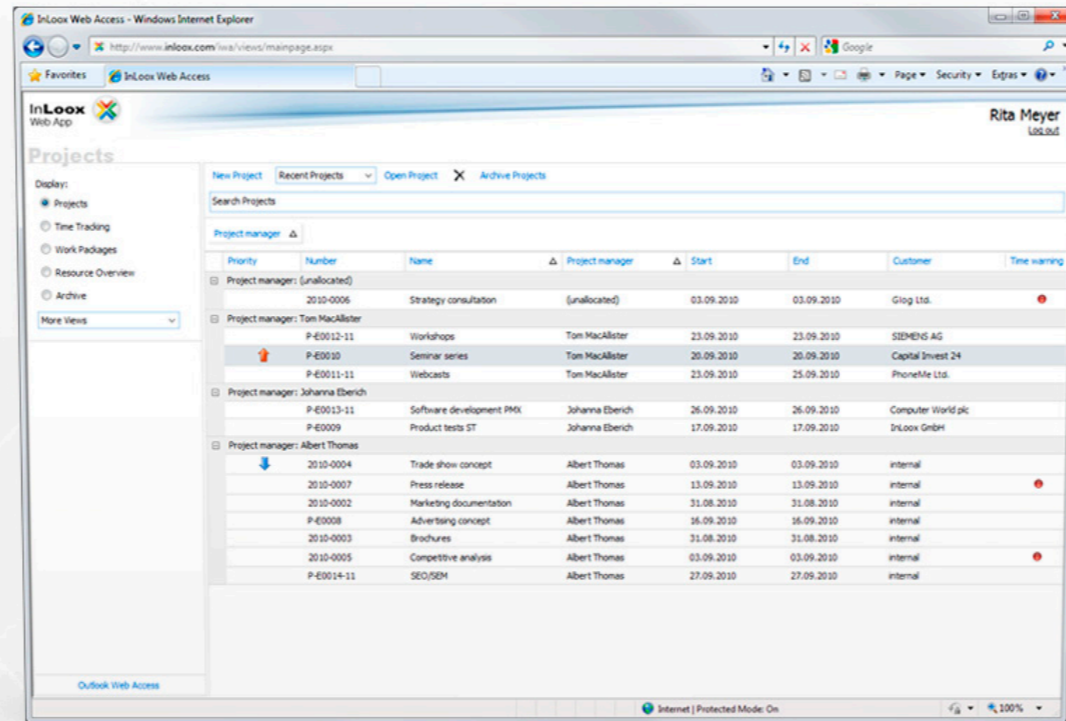 InLoox Web Access - Windows Internet Explorer
http://www.inloox.com/iwa/views/mainpage.aspx
Google
Favorites InLoox Web Access
Page Security Extras
InLoox
Web App
Rita Meyer
Log out
Projects
Display:
Projects
Time Tracking
Work Packages
Resource Overview
Archive
More Views
New Project Recent Projects Open Project Archive Projects
Search Projects
Project manager
Priority Number Name Project manager Start End Customer Time warning
Project manager: (unallocated)
2010-0006 Strategy consultation (unallocated) 03.09.2010 03.09.2010 Glog Ltd.
Project manager: Tom MacAllister
P-E0012-11 Workshops Tom MacAllister 23.09.2010 23.09.2010 SIEMENS AG
P-E0010 Seminar series Tom MacAllister 20.09.2010 20.09.2010 Capital Invest 24
P-E0011-11 Webcasts Tom MacAllister 23.09.2010 25.09.2010 PhoneMe Ltd.
Project manager: Johanna Eberich
P-E0013-11 Software development PMX Johanna Eberich 26.09.2010 26.09.2010 Computer World plc
P-E0009 Product tests ST Johanna Eberich 17.09.2010 17.09.2010 InLoox GmbH
Project manager: Albert Thomas
2010-0004 Trade show concept Albert Thomas 03.09.2010 03.09.2010 internal
2010-0007 Press release Albert Thomas 13.09.2010 13.09.2010 internal
2010-0002 Marketing documentation Albert Thomas 31.08.2010 31.08.2010 internal
P-E0008 Advertising concept Albert Thomas 16.09.2010 16.09.2010 internal
2010-0003 Brochures Albert Thomas 31.08.2010 31.08.2010 internal
2010-0005 Competitive analysis Albert Thomas 03.09.2010 03.09.2010 internal
P-E0014-11 SEO/SEM Albert Thomas 27.09.2010 27.09.2010 internal
Outlook Web Access
Internet | Protected Mode: On
100%